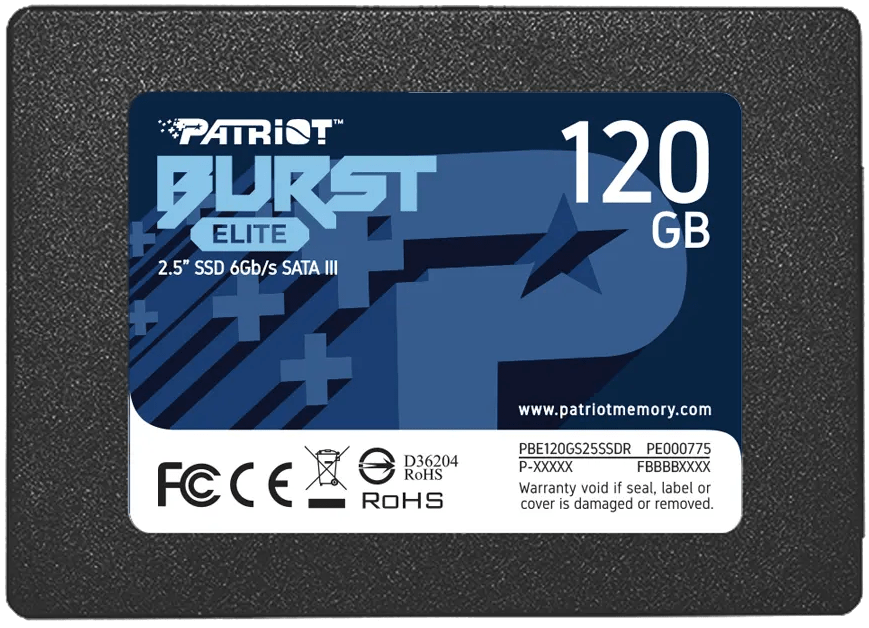 PATRIOT™
BURST
ELITE
2.5” SSD 6Gb/s SATA III
120
GB
www.patriotmemory.com
FC CE
D36204
RoHS
RoHS
PBE120GS25SSDR PE000775
P-XXXXX FBBBBXXXX
Warranty void if seal, label or
cover is damaged or removed.